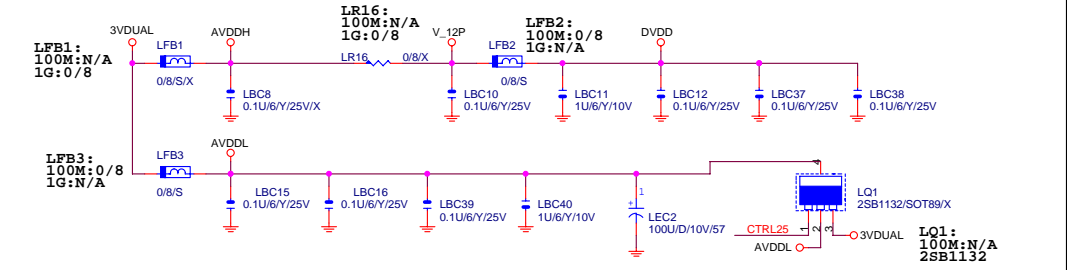 LR16:
100M:N/A
1G:0/8
3VDUAL
AVDDH
V_12P
LFB2:
100M:0/8
1G:N/A
DVDD
LFB1:
100M:N/A
1G:0/8
LFB1
LR16
0/8/X
LFB2
0/8/S/X
0/8/S
LBC8
0.1U/6/Y/25V/X
LBC10
0.1U/6/Y/25V
LBC11
1U/6/Y/10V
LBC12
0.1U/6/Y/25V
LBC37
0.1U/6/Y/25V
LBC38
0.1U/6/Y/25V
LFB3:
100M:0/8
1G:N/A
LFB3
AVDDL
0/8/S
LBC15
0.1U/6/Y/25V
LBC16
0.1U/6/Y/25V
LBC39
0.1U/6/Y/25V
LBC40
1U/6/Y/10V
1
+
LEC2
100U/D/10V/57
4
LQ1
2SB1132/SOT89/X
1
2
3
CTRL25
AVDDL
3VDUAL
LQ1:
100M:N/A
2SB1132